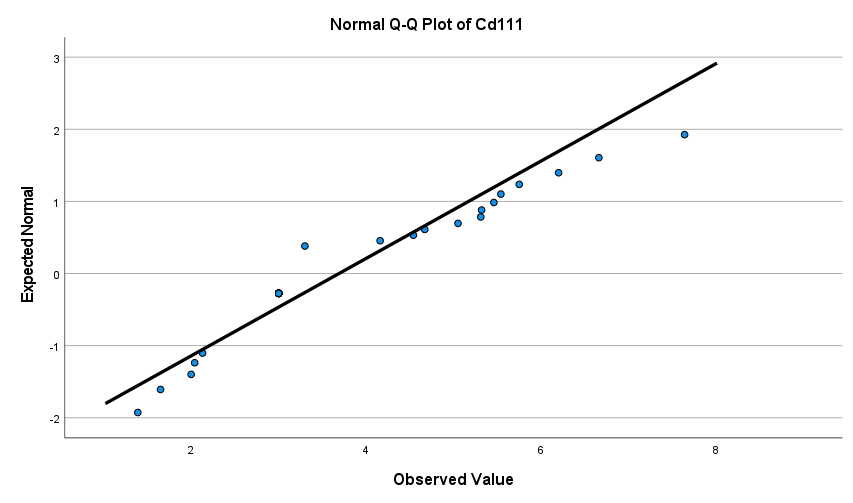 Normal Q-Q Plot of Cd111
3
2
1
0
-1
-2
Expected Normal
2 4 6 8
Observed Value